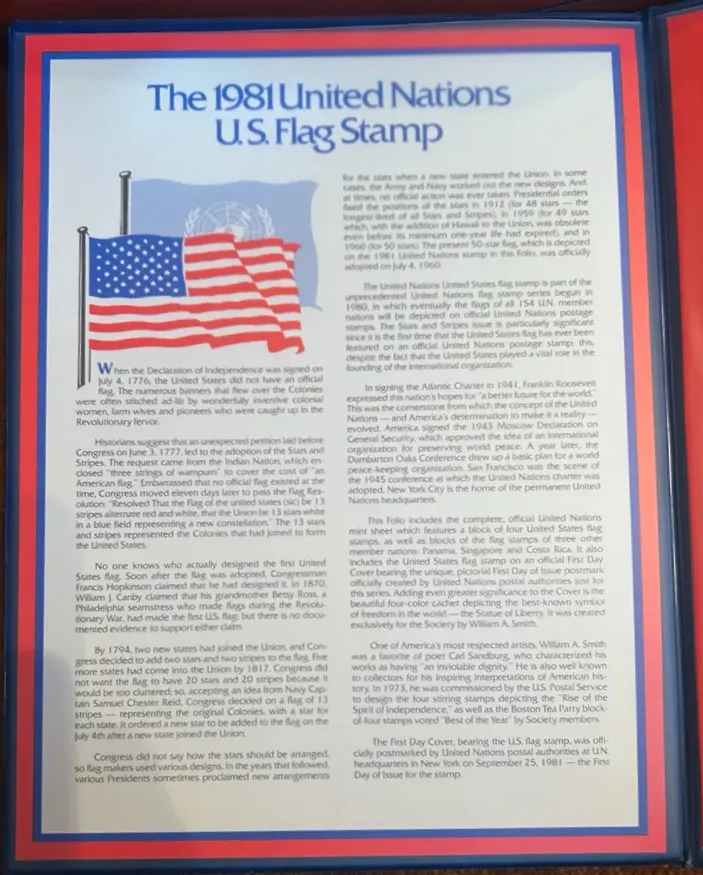 The 1981 United Nations
U.S. Flag Stamp
When the Declaration of Independence was signed on
July 4, 1776, the United States did not have an official
flag. The numerous banners that flew over the Colonies
were often stitched ad-lib by wonderfully inventive colonial
women, farm wives and pioneers who were caught up in the
Revolutionary fervor.
Historians suggest that an unexpected petition laid before
Congress on June 3, 1777, led to the adoption of the Stars and
Stripes. The request came from the Indian Nation, which en-
closed "three strings of wampum" to cover the cost of "an
American flag." Embarrassed that no official flag existed at the
time, Congress moved eleven days later to pass the Flag Res-
olution: "Resolved That the Flag of the united states (sic) be 13
stripes alternate red and white, that the Union be 13 stars white
in a blue field representing a new constellation." The 13 stars
and stripes represented the Colonies that had joined to form
the United States.
No one knows who actually designed the first United
States flag. Soon after the flag was adopted, Congressman
Francis Hopkinson claimed that he had designed it. In 1870,
William J. Canby claimed that his grandmother Betsy Ross, a
Philadelphia seamstress who made flags during the Revolu-
tionary War, had made the first U.S. flag; but there is no docu-
mented evidence to support either claim.
By 1794, two new states had joined the Union, and Con-
gress decided to add two stars and two stripes to the flag. Five
more states had come into the Union by 1817. Congress did
not want the flag to have 20 stars and 20 stripes because it
would be too cluttered; so, accepting an idea from Navy Cap-
tain Samuel Chester Reid, Congress decided on a flag of 13
stripes — representing the original Colonies, with a star for
each state. It ordered a new star to be added to the flag on the
July 4th after a new state joined the Union.
Congress did not say how the stars should be arranged,
so flag makers used various designs. In the years that followed,
various Presidents sometimes proclaimed new arrangements
for the stars when a new state entered the Union. In some
cases, the Army and Navy worked out the new designs. And,
at times, no official action was ever taken. Presidential orders
fixed the positions of the stars in 1912 (for 48 stars — the
longest-lived of all Stars and Stripes), in 1959 (for 49 stars
which, with the addition of Hawaii to the Union, was obsolete
even before its minimum one-year life had expired), and in
1960 (for 50 stars). The present 50-star flag, which is depicted
on the 1981 United Nations stamp in this Folio, was officially
adopted on July 4, 1960.
The United Nations United States flag stamp is part of the
unprecedented United Nations flag stamp series begun in
1980, in which eventually the flags of all 154 U.N. member
nations will be depicted on official United Nations postage
stamps. The Stars and Stripes issue is particularly significant
since it is the first time that the United States flag has ever been
featured on an official United Nations postage stamp; this,
despite the fact that the United States played a vital role in the
founding of the international organization.
In signing the Atlantic Charter in 1941, Franklin Roosevelt
expressed this nation's hopes for "a better future for the world."
This was the cornerstone from which the concept of the United
Nations — and America's determination to make it a reality —
evolved. America signed the 1943 Moscow Declaration on
General Security, which approved the idea of an international
organization for preserving world peace. A year later, the
Dumbarton Oaks Conference drew up a basic plan for a world
peace-keeping organization. San Francisco was the scene of
the 1945 conference at which the United Nations charter was
adopted. New York City is the home of the permanent United
Nations headquarters.
This Folio includes the complete, official United Nations
mint sheet which features a block of four United States flag
stamps, as well as blocks of the flag stamps of three other
member nations: Panama, Singapore and Costa Rica. It also
includes the United States flag stamp on an official First Day
Cover bearing the unique, pictorial First Day of Issue postmark
officially created by United Nations postal authorities just for
this series. Adding even greater significance to the Cover is the
beautiful four-color cachet depicting the best-known symbol
of freedom in the world — the Statue of Liberty. It was created
exclusively for the Society by William A. Smith.
One of America's most respected artists, William A. Smith
was a favorite of poet Carl Sandburg, who characterized his
works as having "an inviolable dignity." He is also well known
to collectors for his inspiring interpretations of American his-
tory. In 1973, he was commissioned by the U.S. Postal Service
to design the four stirring stamps depicting the "Rise of the
Spirit of Independence," as well as the Boston Tea Party block-
of-four stamps voted "Best of the Year" by Society members.
The First Day Cover, bearing the U.S. flag stamp, was offi-
cially postmarked by United Nations postal authorities at U.N.
headquarters in New York on September 25, 1981 — the First
Day of Issue for the stamp.